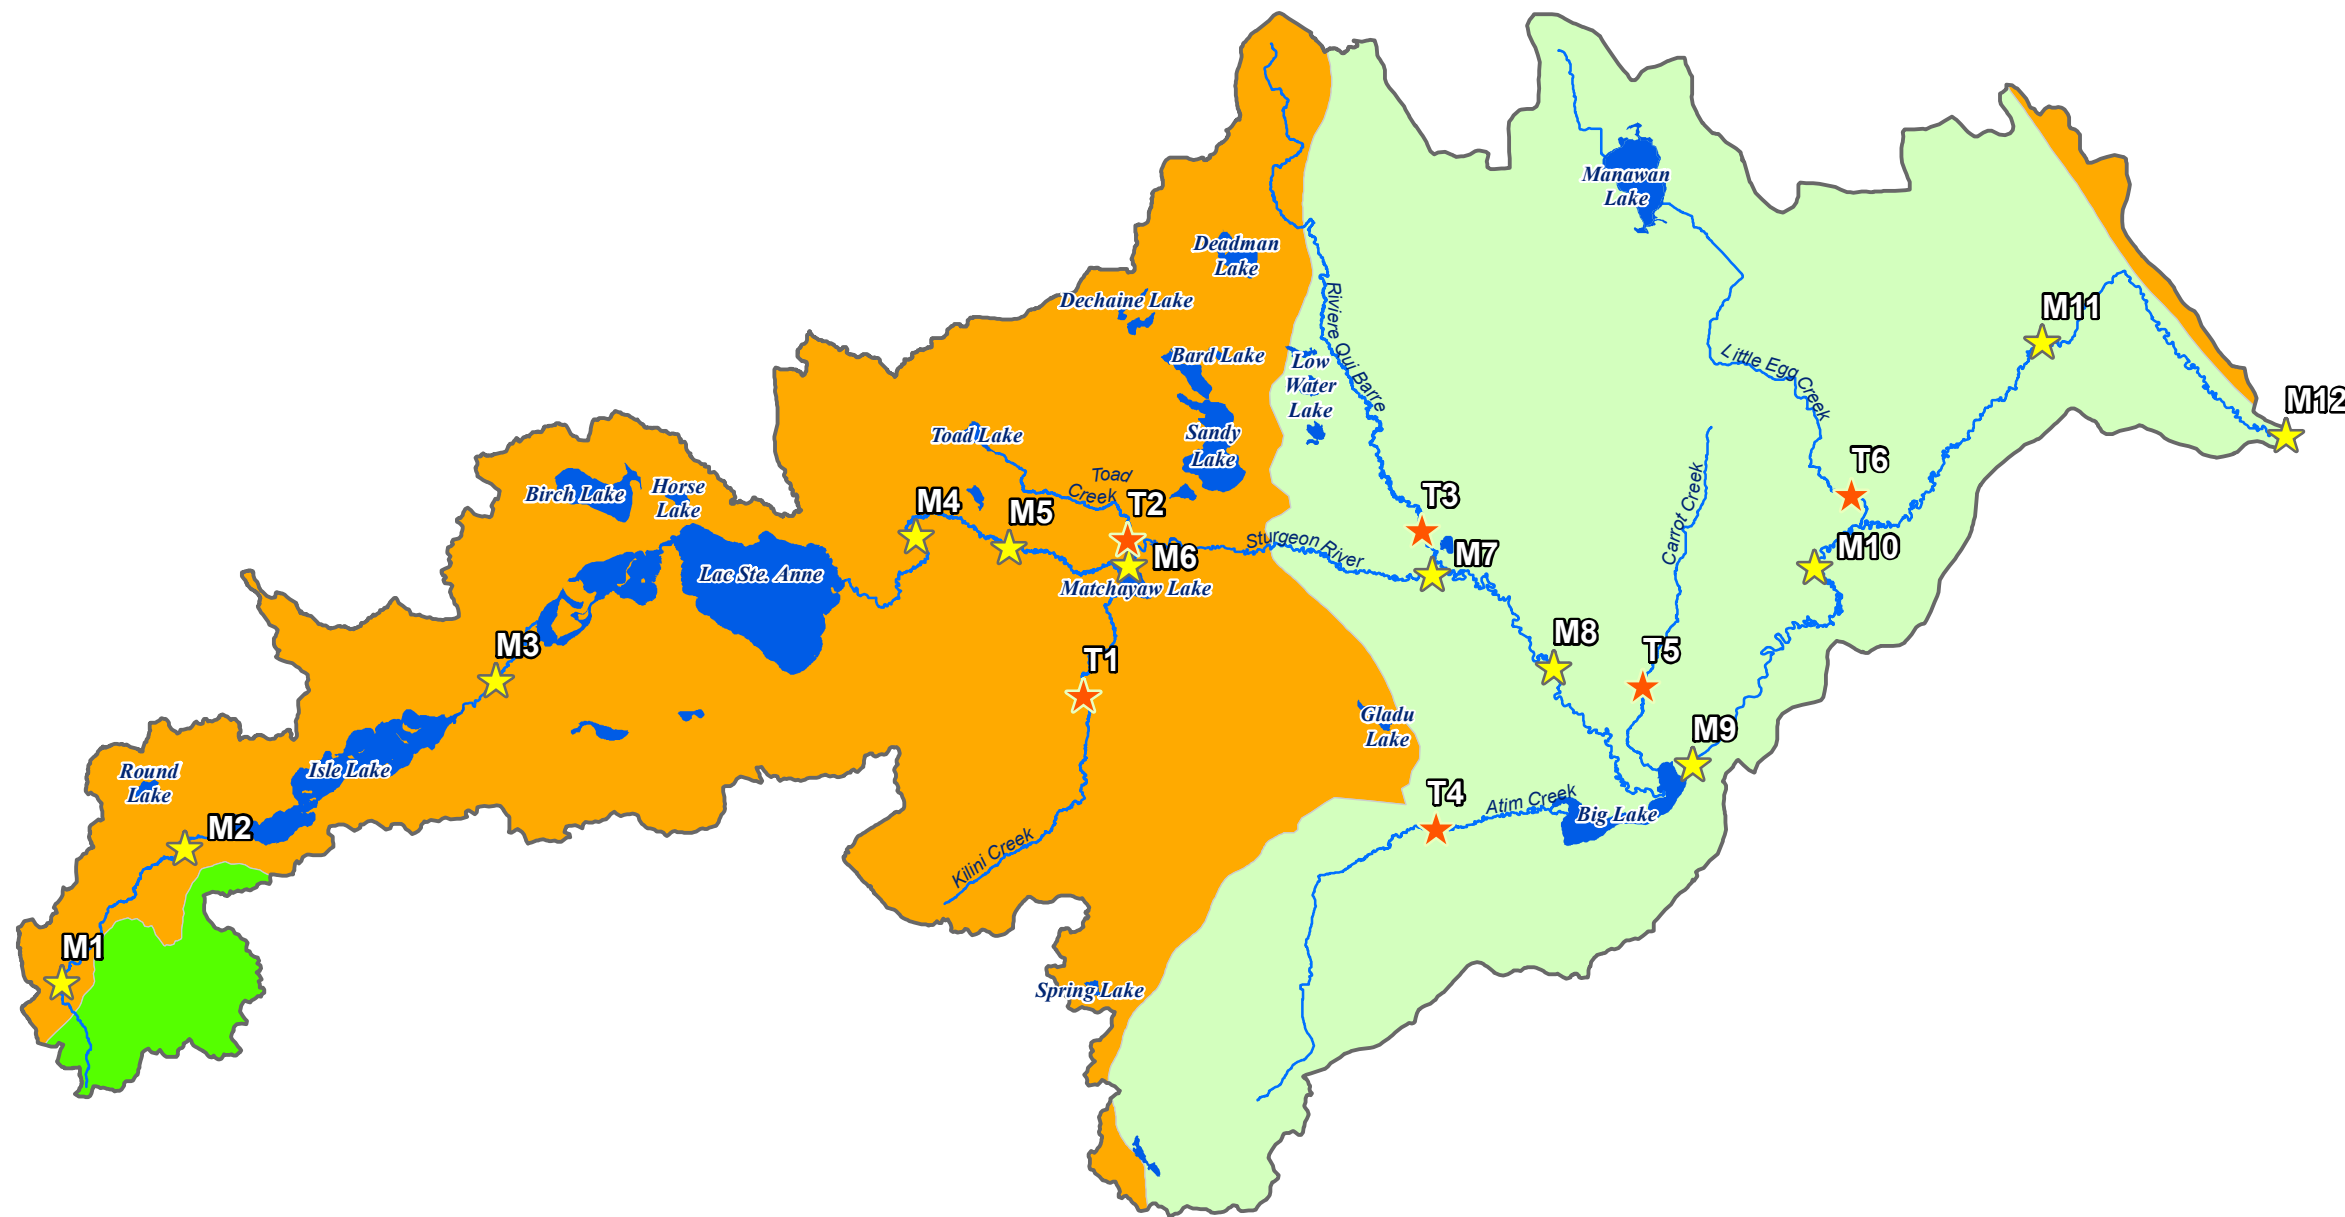 Manawan
Lake
Deadman
Lake
Dechaine Lake
Riviere Qui Barre
M11
Bard Lake
Low
Water
Lake
Little Egg Creek
M12
Toad Lake
Sandy
Lake
T6
Birch Lake
Horse
Lake
Toad
Creek
M4
M5
T2
T3
Carrot Creek
Sturgeon River
M6
M7
M10
Lac Ste. Anne
Matchayaw Lake
M3
M8
T1
T5
Gladu
Lake
M9
Round
Lake
Isle Lake
T4
Atim Creek
Big Lake
M2
Kilini Creek
M1
Spring Lake